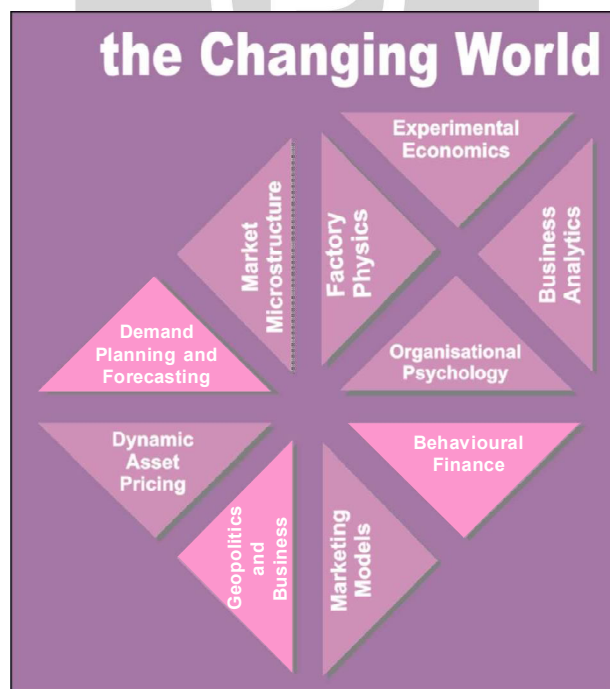 the Changing World
Experimental
Economics
Market
Microstructure
Factory
Physics
Business
Analytics
Demand
Planning and
Forecasting
Organisational
Psychology
Dynamic
Asset
Pricing
Behavioural
Finance
Geopolitics
and
Business
Marketing
Models